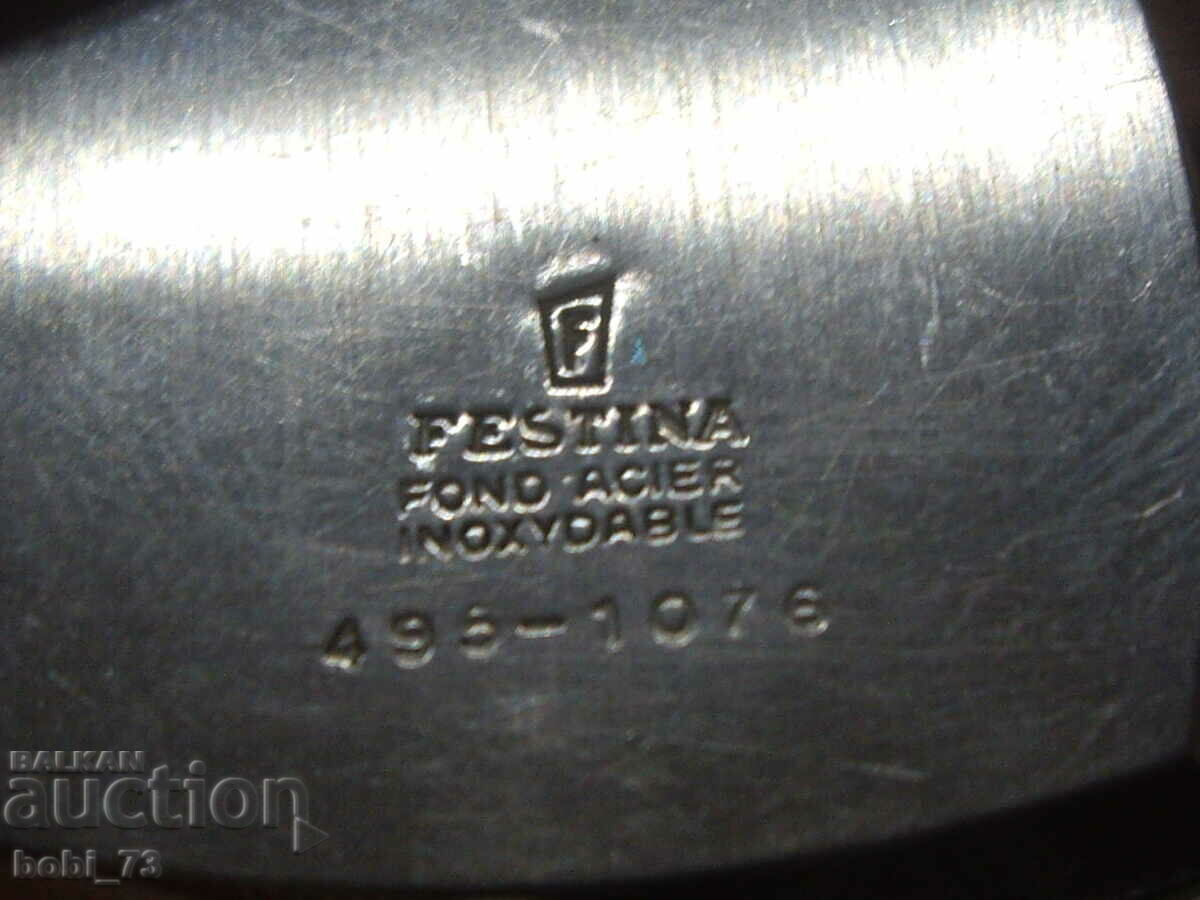 F
FESTINA
FOND ACIER
INOXYDABLE
BALKAN
auction
bobi_73